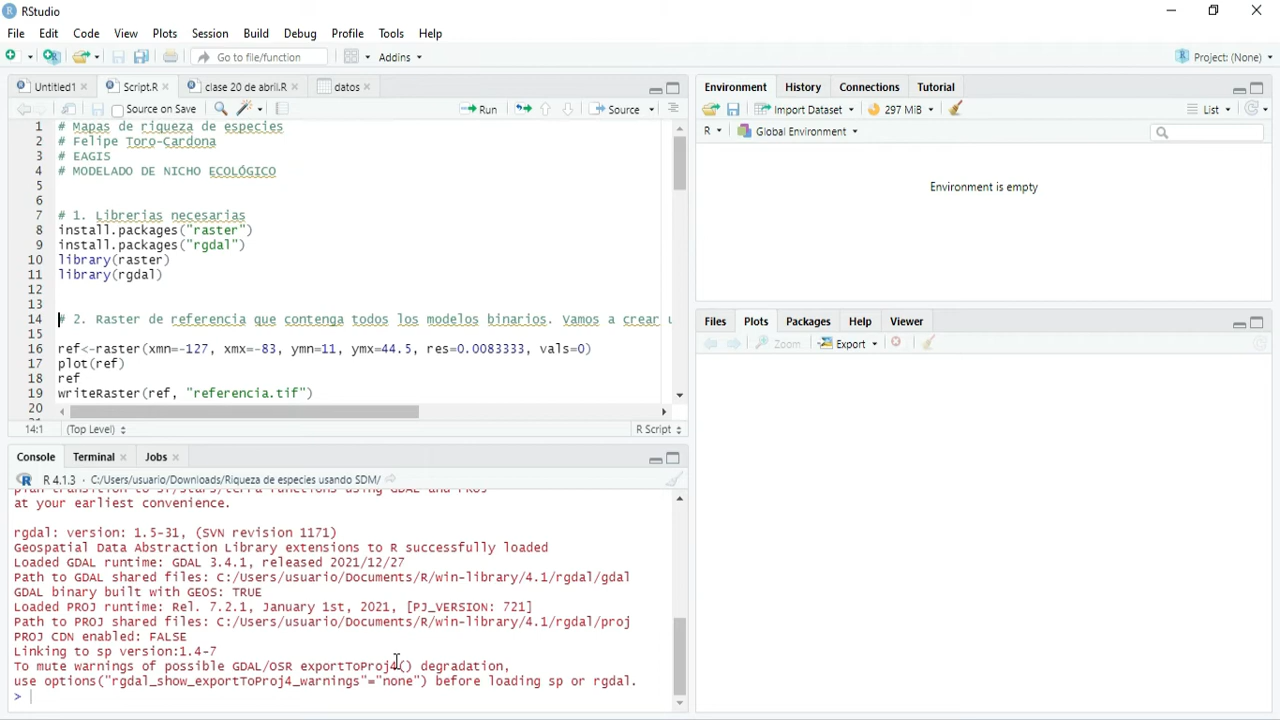 RStudio
File Edit Code View Plots Session Build Debug Profile Tools Help
Go to file/function Addins Project: (None)
Untitled1 Script.R clase 20 de abril.R datos
Source on Save Run Source
1 # Mapas de riqueza de especies
2 # Felipe Toro-Cardona
3 # EAGIS
4 # MODELADO DE NICHO ECOLÓGICO
5
6
7 # 1. Librerias necesarias
8 install.packages("raster")
9 install.packages("rgdal")
10 library(raster)
11 library(rgdal)
12
13
14 # 2. Raster de referencia que contenga todos los modelos binarios. Vamos a crear u
15
16 ref<-raster(xmn=-127, xmx=-83, ymn=11, ymx=44.5, res=0.0083333, vals=0)
17 plot(ref)
18 ref
19 writeRaster(ref, "referencia.tif")
20
14:1 (Top Level) R Script
Console Terminal Jobs
R 4.1.3 · C:/Users/usuario/Downloads/Riqueza de especies usando SDM/
plan transition to sf/stars/terra functions using GDAL and PROJ
at your earliest convenience.
rgdal: version: 1.5-31, (SVN revision 1171)
Geospatial Data Abstraction Library extensions to R successfully loaded
Loaded GDAL runtime: GDAL 3.4.1, released 2021/12/27
Path to GDAL shared files: C:/Users/usuario/Documents/R/win-library/4.1/rgdal/gdal
GDAL binary built with GEOS: TRUE
Loaded PROJ runtime: Rel. 7.2.1, January 1st, 2021, [PJ_VERSION: 721]
Path to PROJ shared files: C:/Users/usuario/Documents/R/win-library/4.1/rgdal/proj
PROJ CDN enabled: FALSE
Linking to sp version:1.4-7
To mute warnings of possible GDAL/OSR exportToProj4() degradation,
use options("rgdal_show_exportToProj4_warnings"="none") before loading sp or rgdal.
>
Environment History Connections Tutorial
Import Dataset 297 MiB List
R Global Environment
Environment is empty
Files Plots Packages Help Viewer
Zoom Export